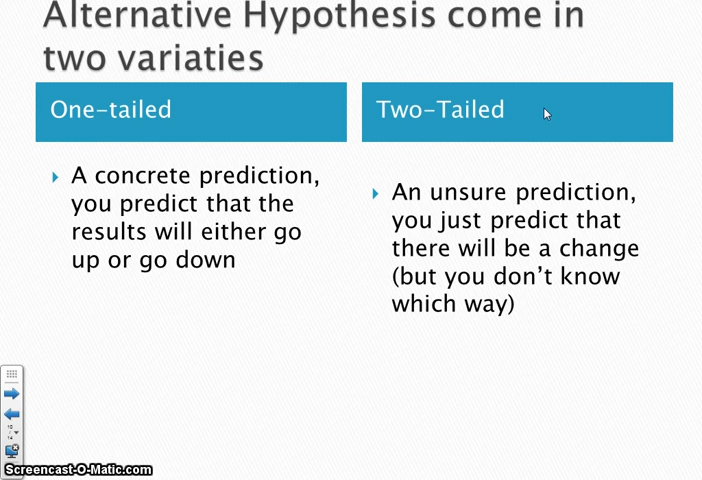 Alternative Hypothesis come in
two variaties
One-tailed
A concrete prediction,
you predict that the
results will either go
up or go down
Two-Tailed
An unsure prediction,
you just predict that
there will be a change
(but you don't know
which way)
Screencast-O-Matic.com